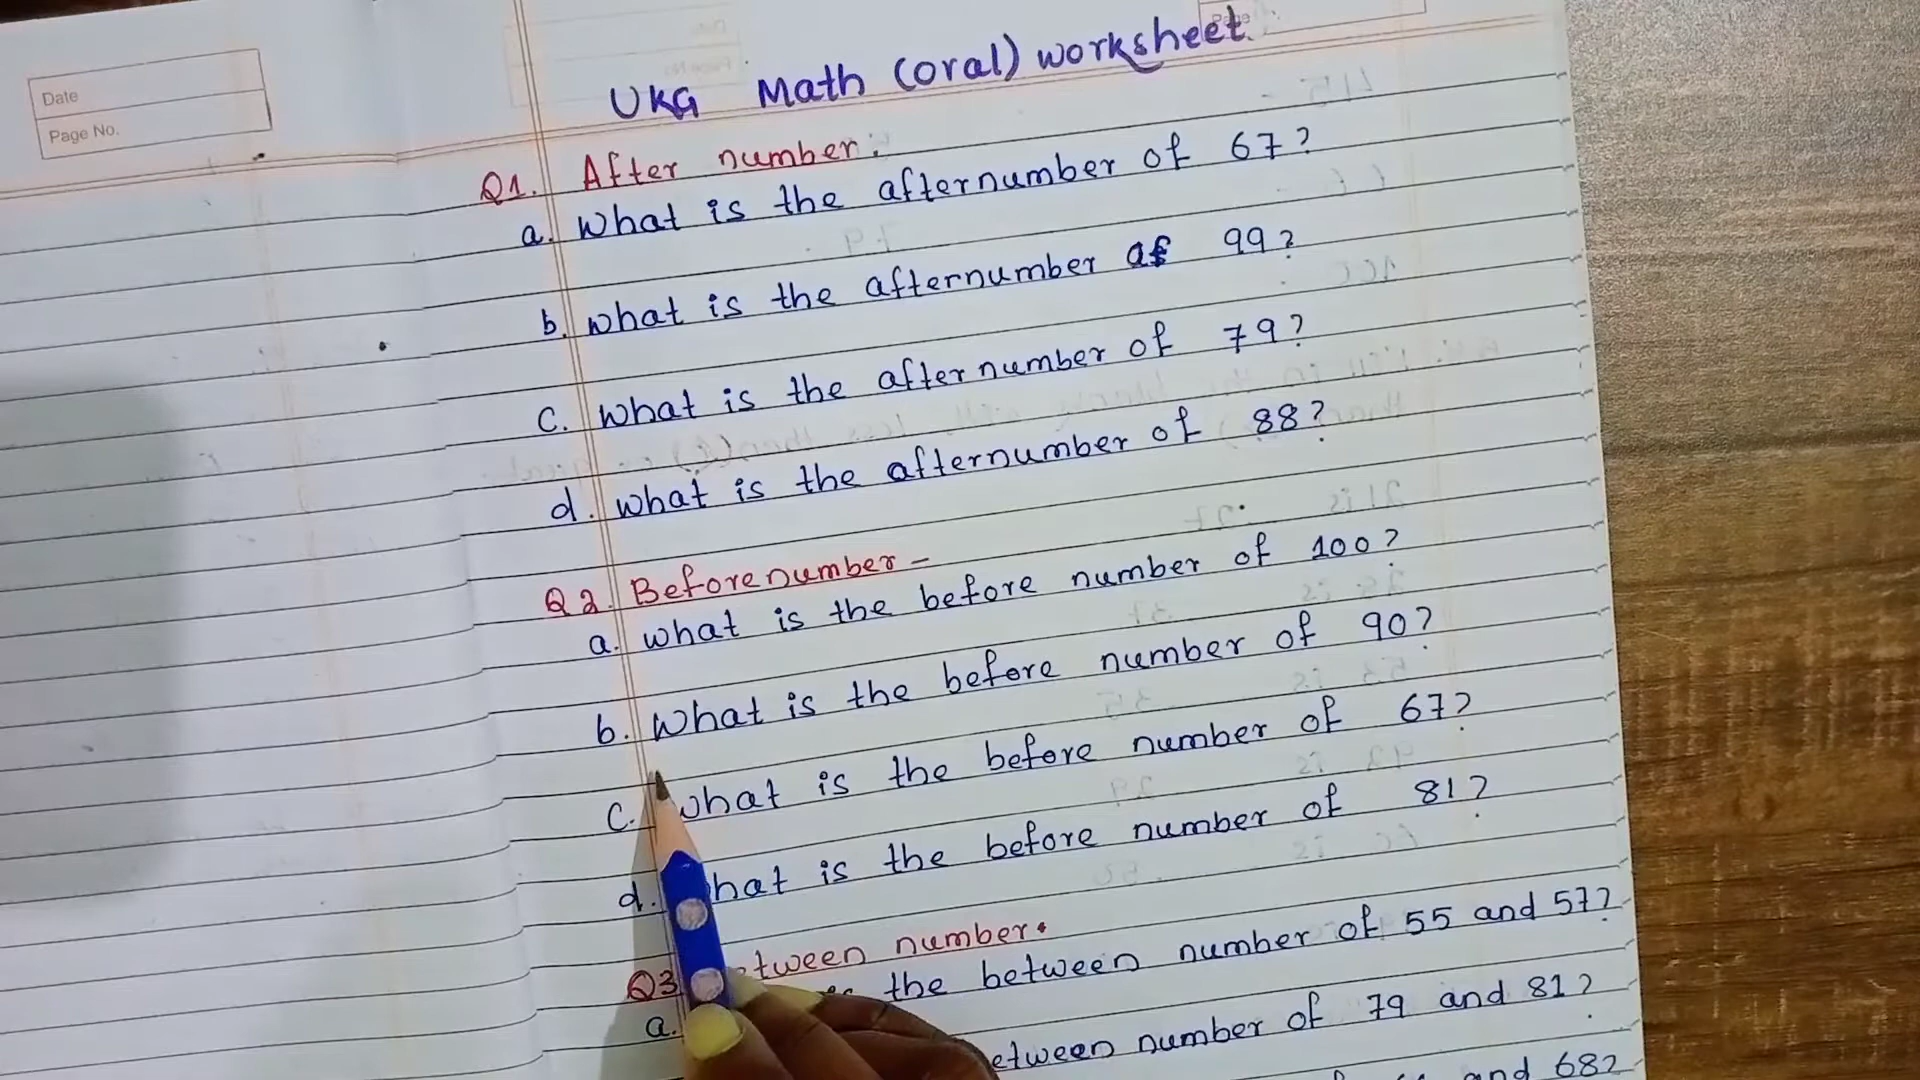 Date
Page No.
UKG Math (oral) worksheet
Q1. After number:
a. What is the afternumber of 67?
b. What is the afternumber of 99?
c. What is the afternumber of 79?
d. What is the afternumber of 88?
Q2. Before number -
a. What is the before number of 100?
b. What is the before number of 90?
c. What is the before number of 67?
d. hat is the before number of 81?
Q3 tween number.
a. the between number of 55 and 57?
etween number of 79 and 81?
and 68?